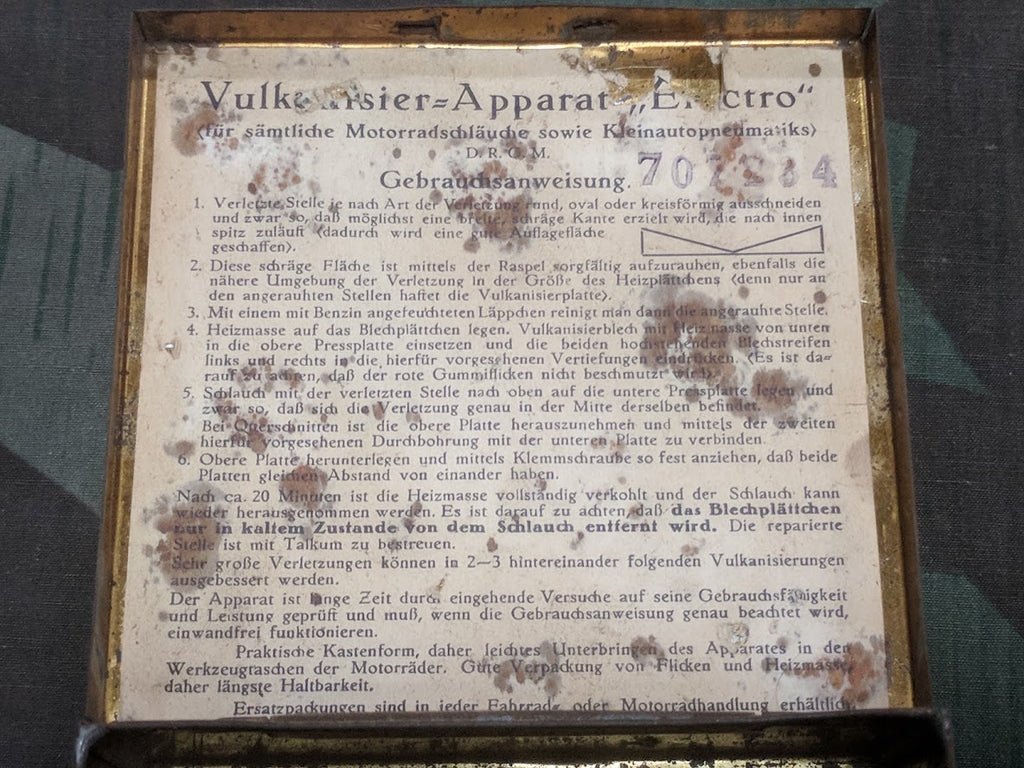 Vulkanisier=Apparat „Electro“
(für sämtliche Motorradschläuche sowie Kleinautopneumatiks)
D. R. G. M.
Gebrauchsanweisung.
1. Verletzte Stelle je nach Art der Verletzung rund, oval oder kreisförmig ausschneiden
und zwar so, daß möglichst eine breite, schräge Kante erzielt wird, die nach innen
spitz zuläuft (dadurch wird eine gute Auflagefläche
geschaffen).
2. Diese schräge Fläche ist mittels der Raspel sorgfältig aufzurauhen, ebenfalls die
nähere Umgebung der Verletzung in der Größe des Heizplättchens (denn nur an
den angerauhten Stellen haftet die Vulkanisierplatte).
3. Mit einem mit Benzin angefeuchteten Läppchen reinigt man dann die angerauhte Stelle.
4. Heizmasse auf das Blechplättchen legen. Vulkanisierblech mit Heizmasse von unten
in die obere Pressplatte einsetzen und die beiden hochstehenden Blechstreifen
links und rechts in die hierfür vorgesehenen Vertiefungen eindrücken. (Es ist da=
rauf zu achten, daß der rote Gummiflicken nicht beschmutzt wird).
5. Schlauch mit der verletzten Stelle nach oben auf die untere Pressplatte legen und
zwar so, daß sich die Verletzung genau in der Mitte derselben befindet.
Bei Querschnitten ist die obere Platte herauszunehmen und mittels der zweiten
hierfür vorgesehenen Durchbohrung mit der unteren Platte zu verbinden.
6. Obere Platte herunterlegen und mittels Klemmschraube so fest anziehen, daß beide
Platten gleichen Abstand von einander haben.
Nach ca. 20 Minuten ist die Heizmasse vollständig verkohlt und der Schlauch kann
wieder herausgenommen werden. Es ist darauf zu achten, daß das Blechplättchen
nur in kaltem Zustande von dem Schlauch entfernt wird. Die reparierte
Stelle ist mit Talkum zu bestreuen.
Sehr große Verletzungen können in 2—3 hintereinander folgenden Vulkanisierungen
ausgebessert werden.
Der Apparat ist lange Zeit durch eingehende Versuche auf seine Gebrauchsfähigkeit
und Leistung geprüft und muß, wenn die Gebrauchsanweisung genau beachtet wird,
einwandfrei funktionieren.
Praktische Kastenform, daher leichtes Unterbringen des Apparates in den
Werkzeugtaschen der Motorräder. Gute Verpackung von Flicken und Heizmasse,
daher längste Haltbarkeit.
Ersatzpackungen sind in jeder Fahrrad= oder Motorradhandlung erhältlich.